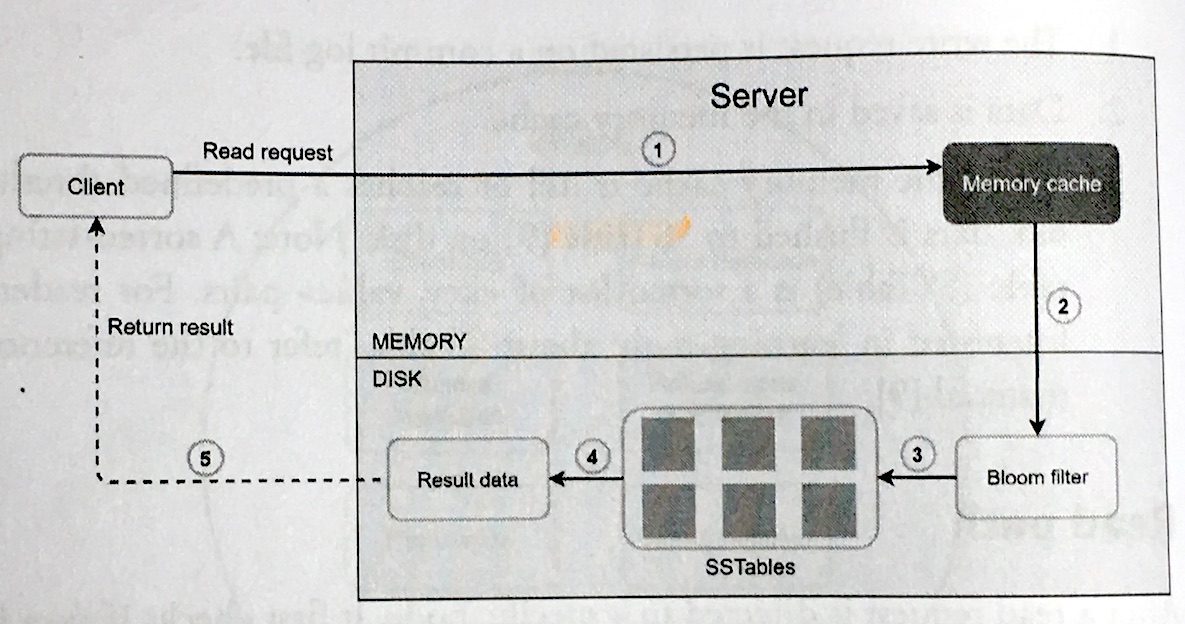 Server
Read request
1
Client
Memory cache
2
Return result
MEMORY
DISK
5
Result data
4
3
Bloom filter
SSTables